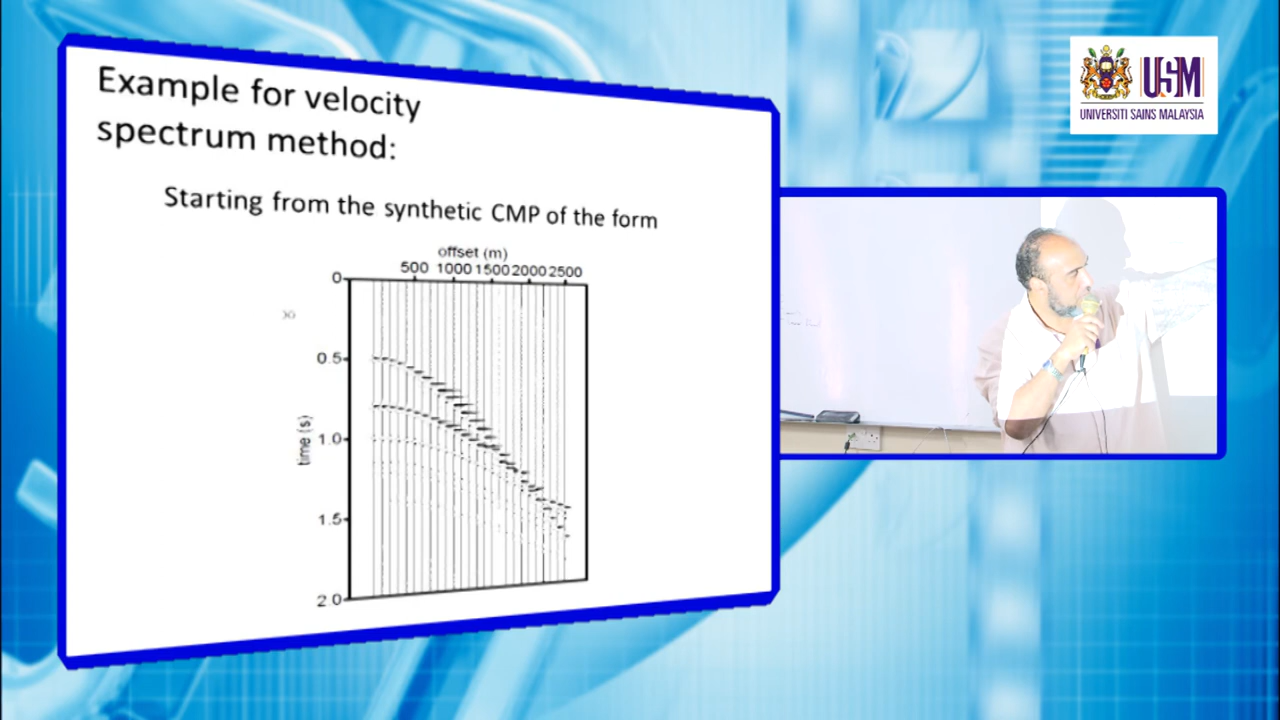 Example for velocity
spectrum method:
Starting from the synthetic CMP of the form
offset (m)
500 1000 1500 2000 2500
0
0.5
1.0
1.5
2.0
time (s)
USM
UNIVERSITI SAINS MALAYSIA